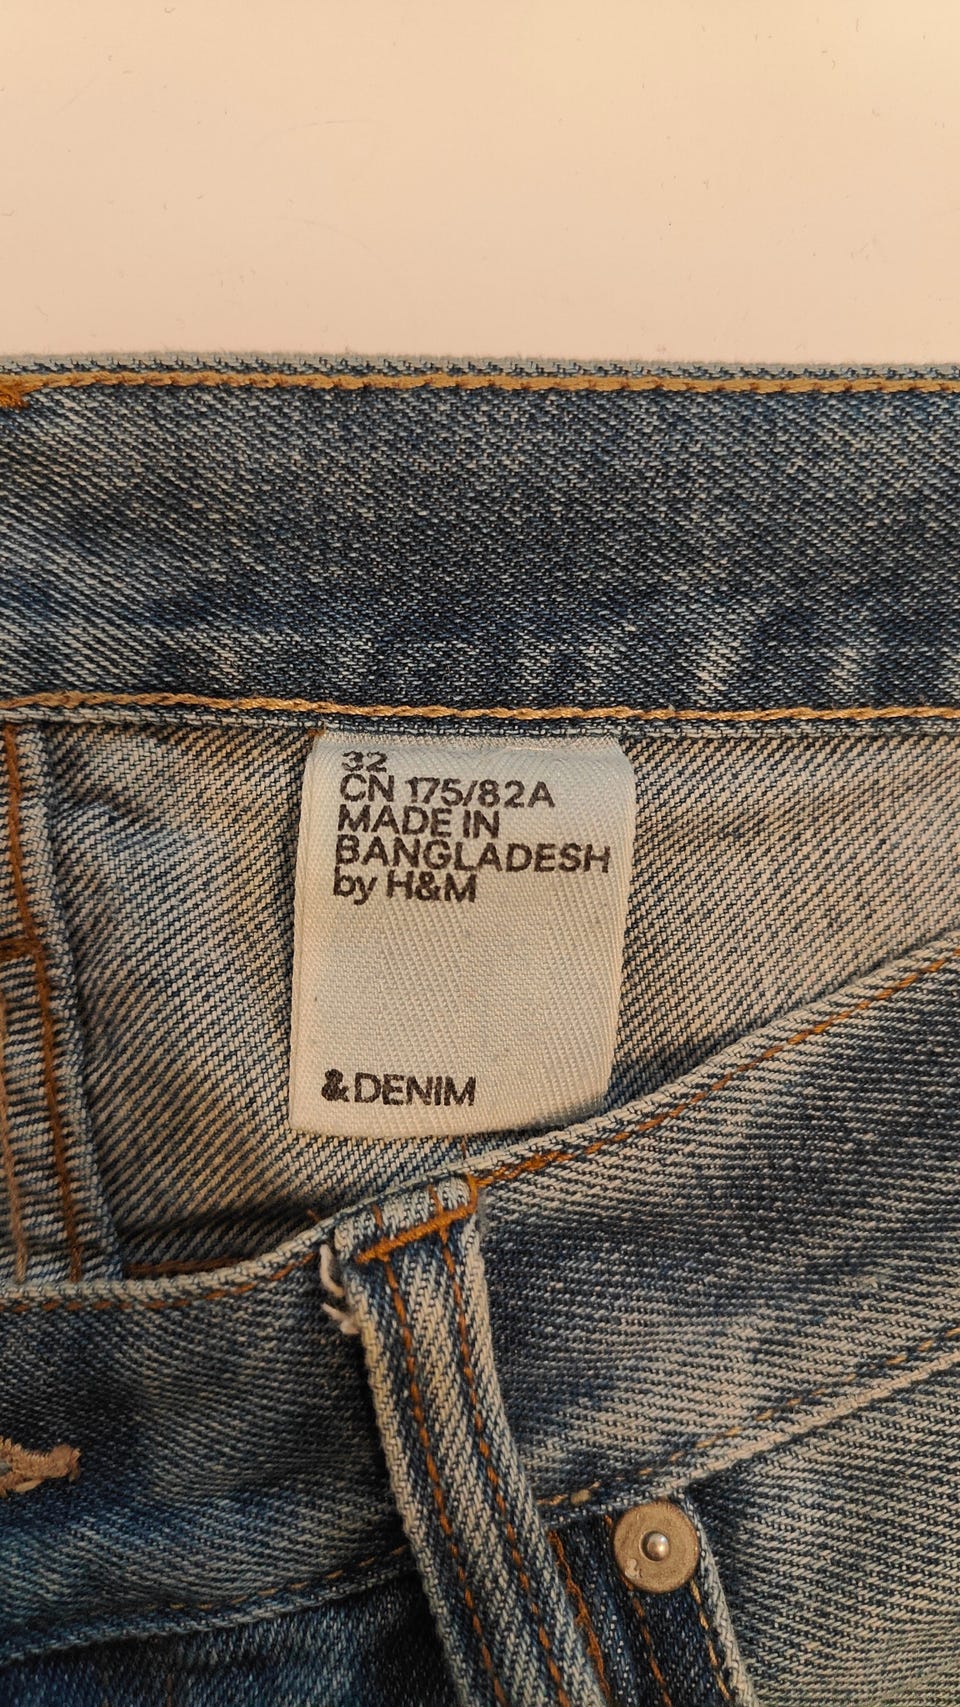 32
CN 175/82A
MADE IN
BANGLADESH
by H&M
&DENIM